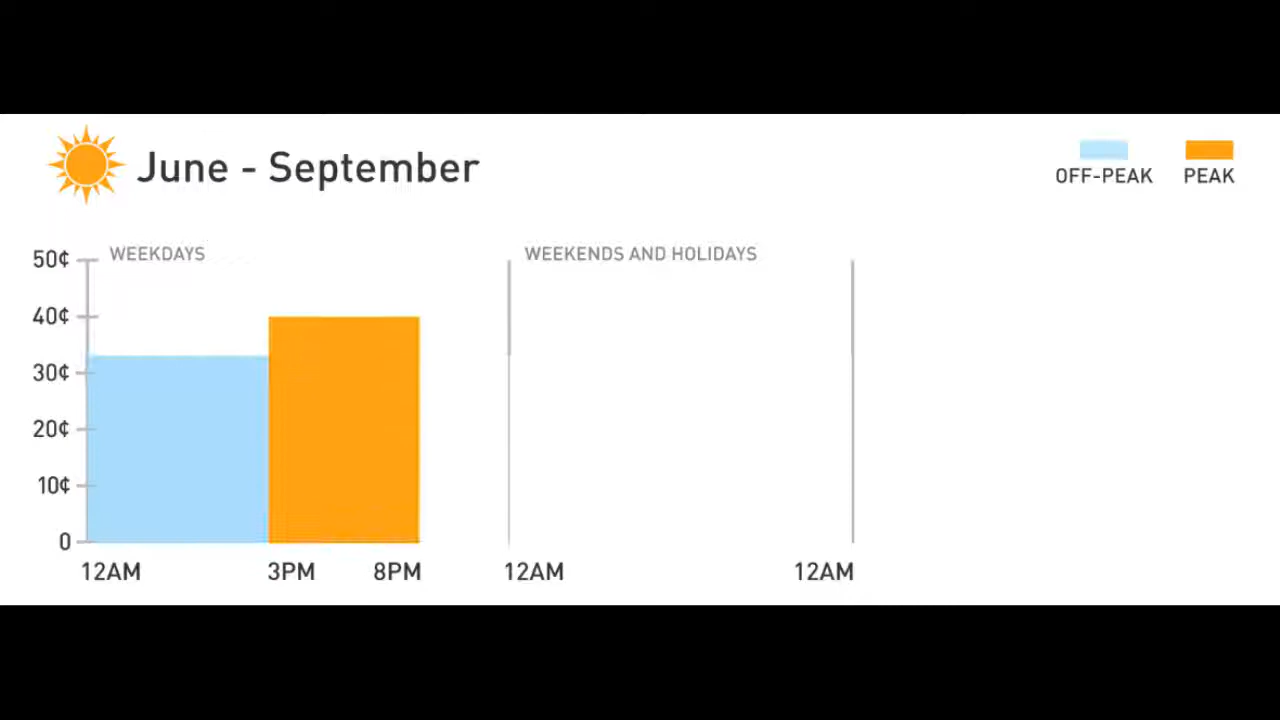 June - September
OFF-PEAK PEAK
WEEKDAYS WEEKENDS AND HOLIDAYS
50¢
40¢
30¢
20¢
10¢
0
12AM 3PM 8PM 12AM 12AM